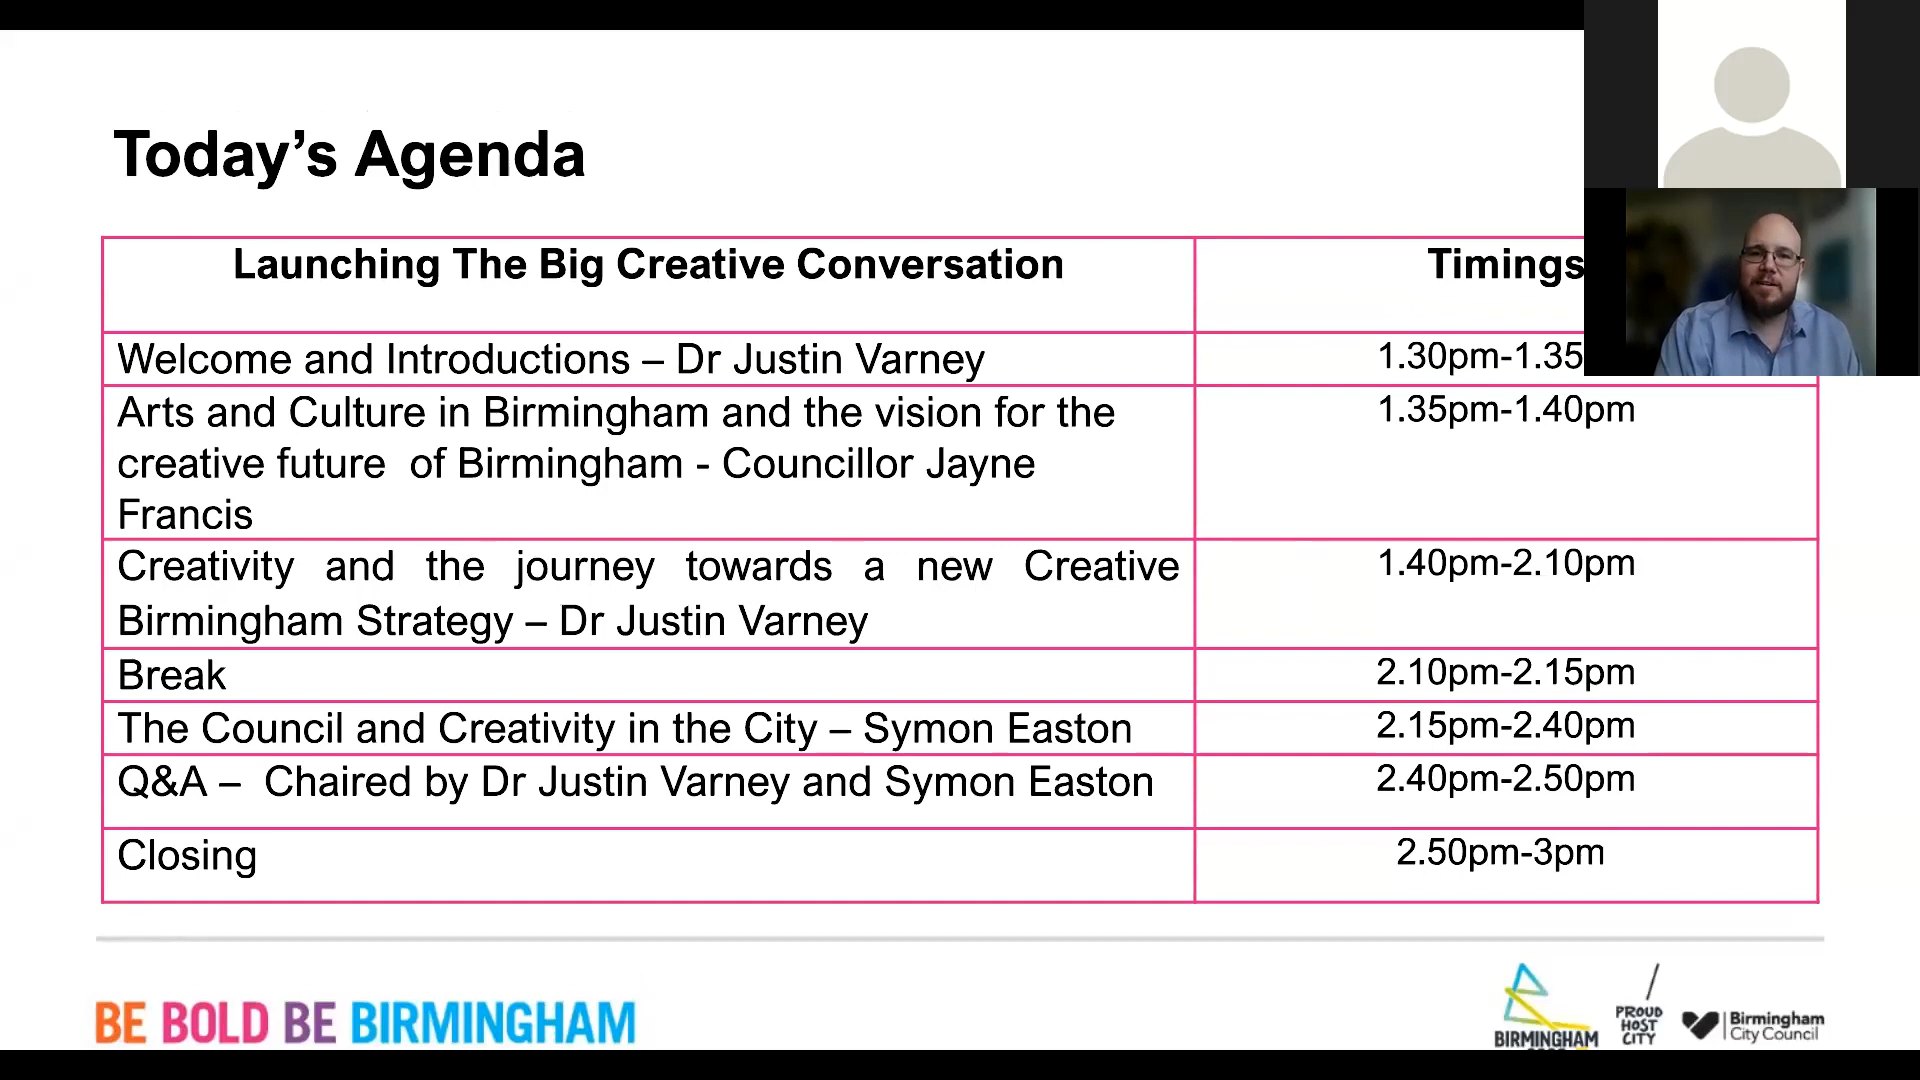 Today’s Agenda
Launching The Big Creative Conversation
Timings
Welcome and Introductions – Dr Justin Varney
1.30pm-1.35
Arts and Culture in Birmingham and the vision for the
creative future of Birmingham - Councillor Jayne
Francis
1.35pm-1.40pm
Creativity and the journey towards a new Creative
Birmingham Strategy – Dr Justin Varney
1.40pm-2.10pm
Break
2.10pm-2.15pm
The Council and Creativity in the City – Symon Easton
2.15pm-2.40pm
Q&A – Chaired by Dr Justin Varney and Symon Easton
2.40pm-2.50pm
Closing
2.50pm-3pm
BE BOLD BE BIRMINGHAM
BIRMINGHAM
PROUD
HOST
CITY
Birmingham
City Council